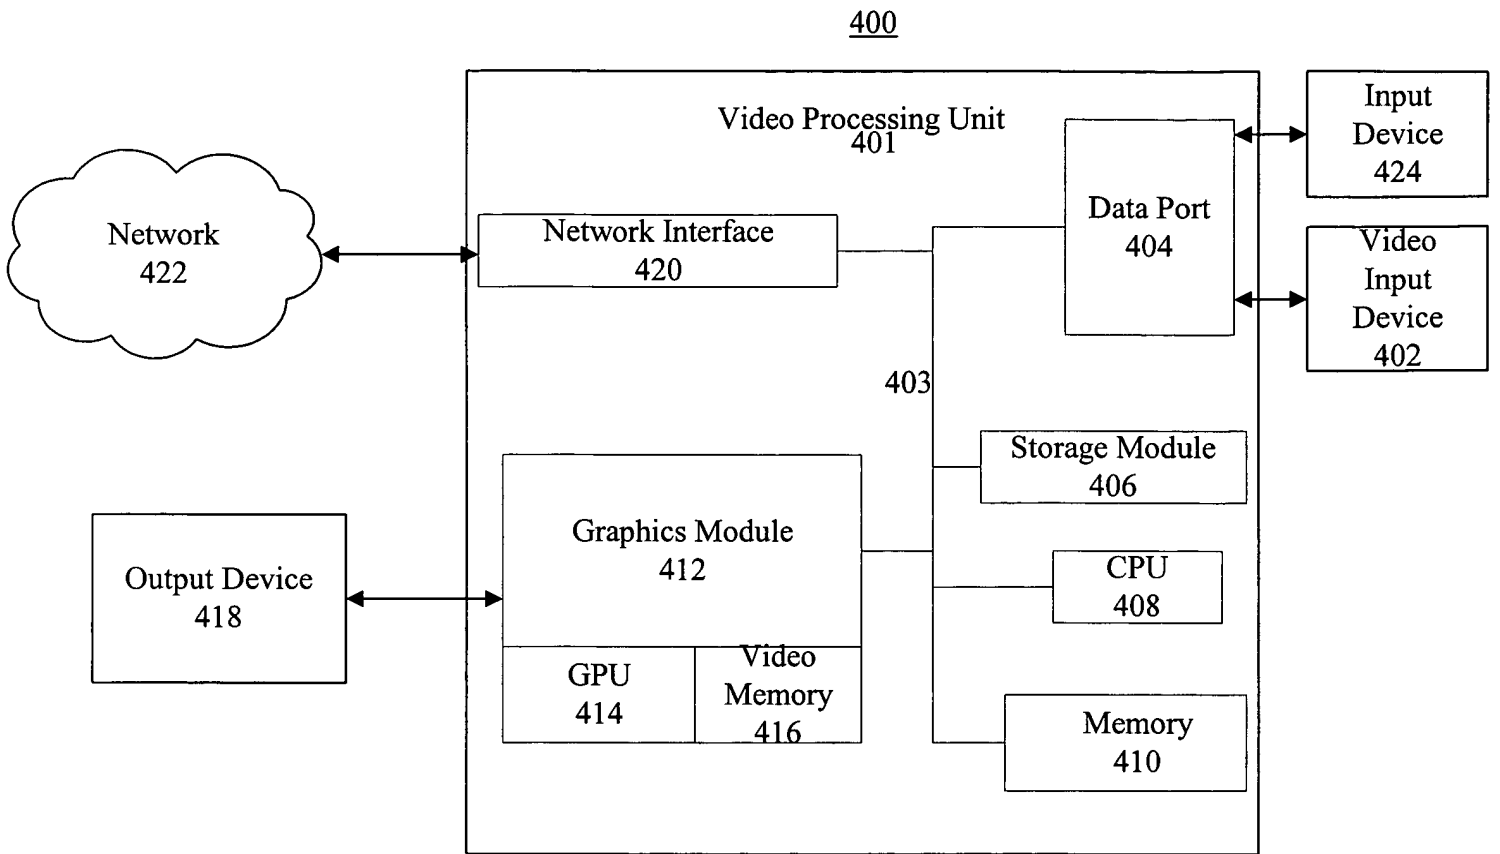 400
Video Processing Unit
401
Input
Device
424
Network
422
Network Interface
420
Data Port
404
Video
Input
Device
402
403
Storage Module
406
Graphics Module
412
Output Device
418
CPU
408
GPU
414
Video
Memory
416
Memory
410